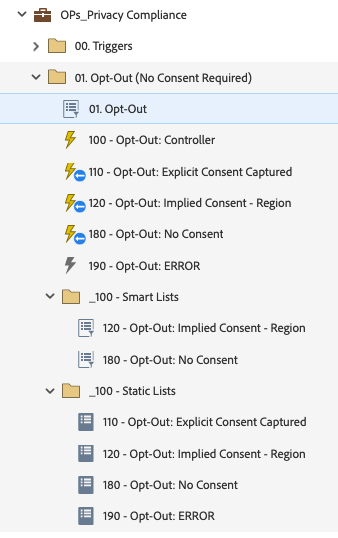 OPs_Privacy Compliance
00. Triggers
01. Opt-Out (No Consent Required)
01. Opt-Out
100 - Opt-Out: Controller
110 - Opt-Out: Explicit Consent Captured
120 - Opt-Out: Implied Consent - Region
180 - Opt-Out: No Consent
190 - Opt-Out: ERROR
_100 - Smart Lists
120 - Opt-Out: Implied Consent - Region
180 - Opt-Out: No Consent
_100 - Static Lists
110 - Opt-Out: Explicit Consent Captured
120 - Opt-Out: Implied Consent - Region
180 - Opt-Out: No Consent
190 - Opt-Out: ERROR